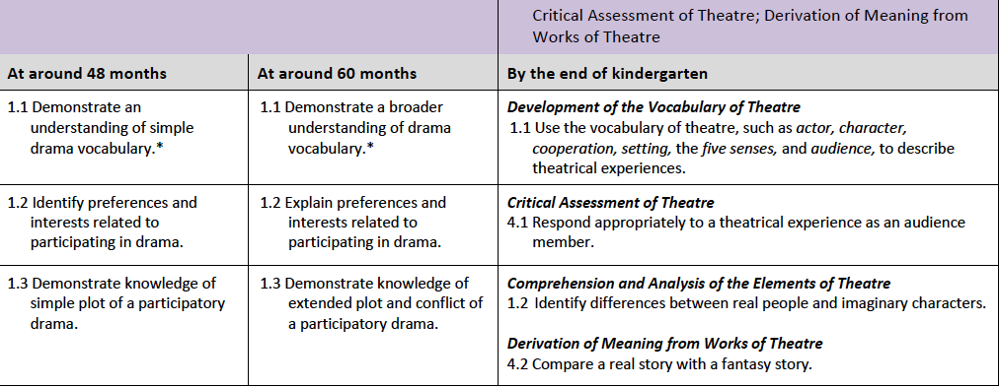 Critical Assessment of Theatre; Derivation of Meaning from
Works of Theatre
At around 48 months
At around 60 months
By the end of kindergarten
1.1 Demonstrate an
understanding of simple
drama vocabulary.*
1.1 Demonstrate a broader
understanding of drama
vocabulary.*
Development of the Vocabulary of Theatre
1.1 Use the vocabulary of theatre, such as actor, character,
cooperation, setting, the five senses, and audience, to describe
theatrical experiences.
1.2 Identify preferences and
interests related to
participating in drama.
1.2 Explain preferences and
interests related to
participating in drama.
Critical Assessment of Theatre
4.1 Respond appropriately to a theatrical experience as an audience
member.
1.3 Demonstrate knowledge of
simple plot of a participatory
drama.
1.3 Demonstrate knowledge of
extended plot and conflict of
a participatory drama.
Comprehension and Analysis of the Elements of Theatre
1.2 Identify differences between real people and imaginary characters.
Derivation of Meaning from Works of Theatre
4.2 Compare a real story with a fantasy story.